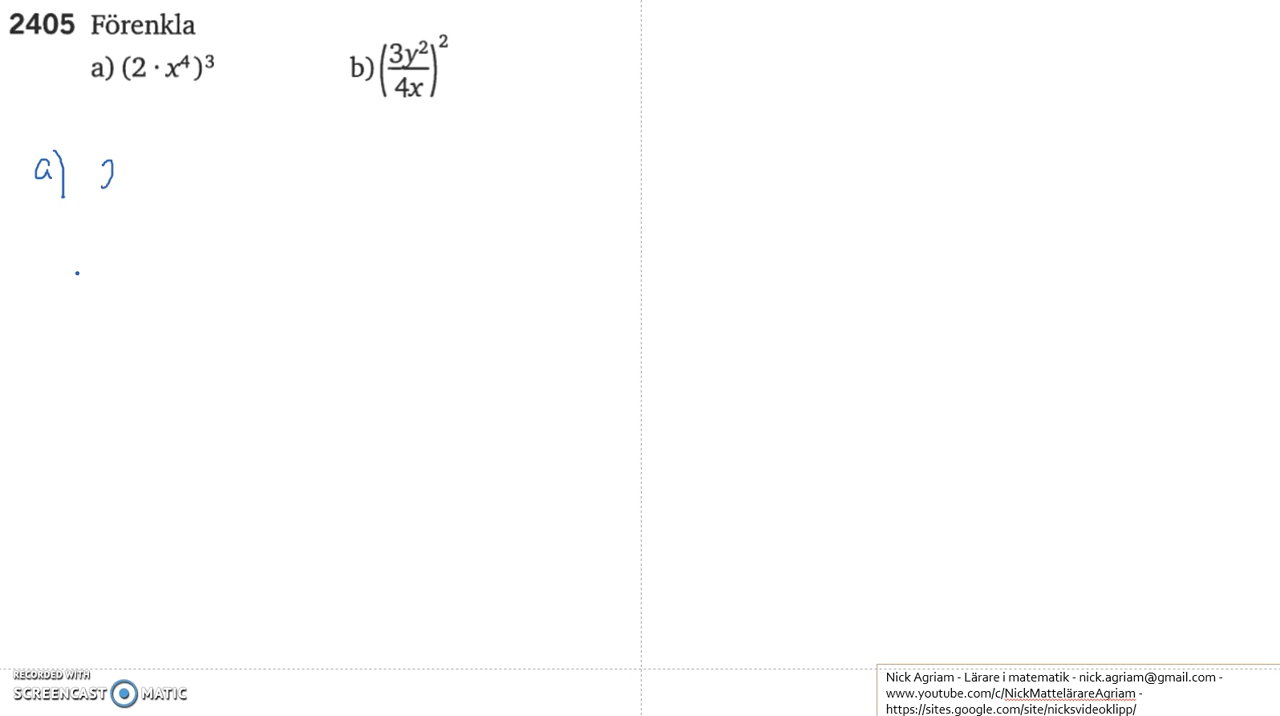 2405 Förenkla
a) (2 · x⁴)³ b) (3y²/4x)²
a)
RECORDED WITH
SCREENCAST MATIC
Nick Agriam - Lärare i matematik - nick.agriam@gmail.com -
www.youtube.com/c/NickMattelärareAgriam -
https://sites.google.com/site/nicksvideoklipp/